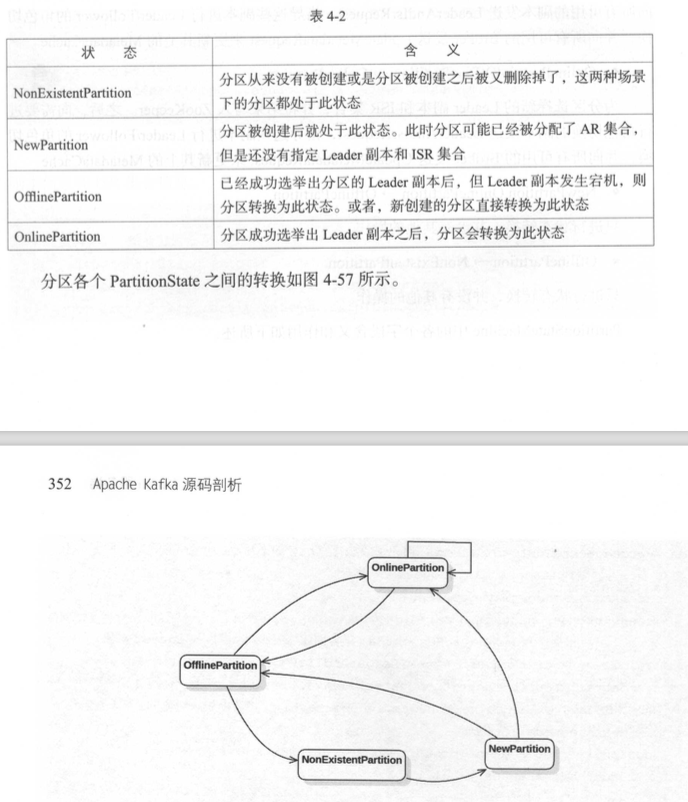 表 4-2
状 态 含 义
NonExistentPartition 分区从来没有被创建或是分区被创建之后被又删除掉了，这两种场景
下的分区都处于此状态
NewPartition 分区被创建后就处于此状态。此时分区可能已经被分配了 AR 集合，
但是还没有指定 Leader 副本和 ISR 集合
OfflinePartition 已经成功选举出分区的 Leader 副本后，但 Leader 副本发生宕机，则
分区转换为此状态。或者，新创建的分区直接转换为此状态
OnlinePartition 分区成功选举出 Leader 副本之后，分区会转换为此状态
分区各个 PartitionState 之间的转换如图 4-57 所示。
352 Apache Kafka 源码剖析
OnlinePartition
OfflinePartition
NewPartition
NonExistentPartition